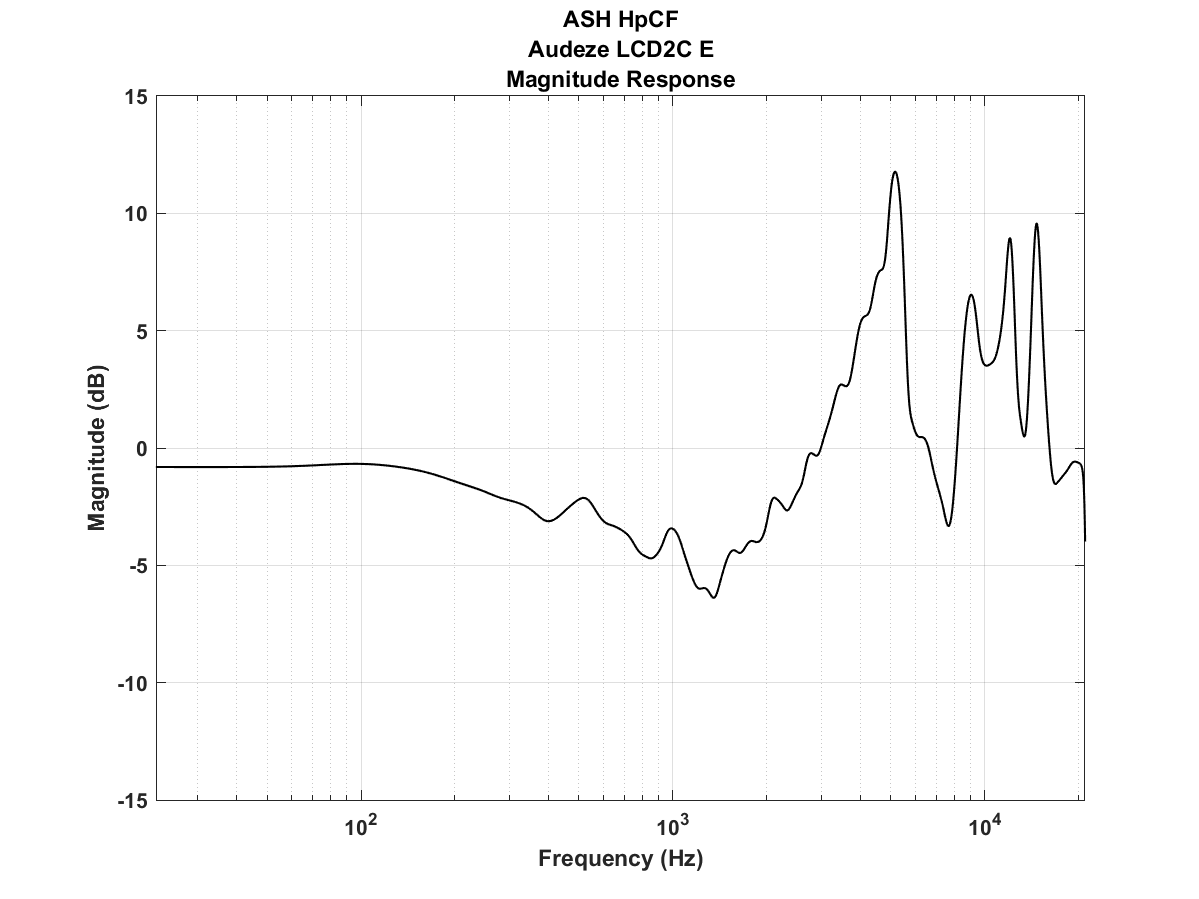 ASH HpCF
Audeze LCD2C E
Magnitude Response
15
10
5
0
-5
-10
-15
Magnitude (dB)
10^2 10^3 10^4
Frequency (Hz)